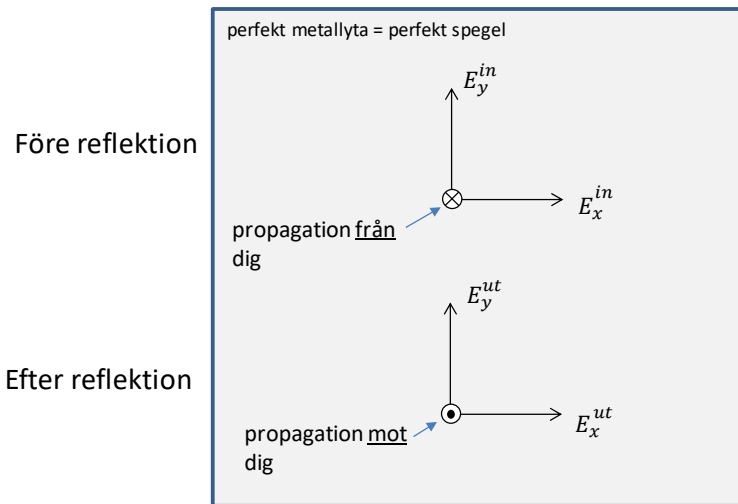 perfekt metallyta = perfekt spegel
E_y^{in}
Före reflektion
E_x^{in}
propagation från
dig
E_y^{ut}
Efter reflektion
E_x^{ut}
propagation mot
dig